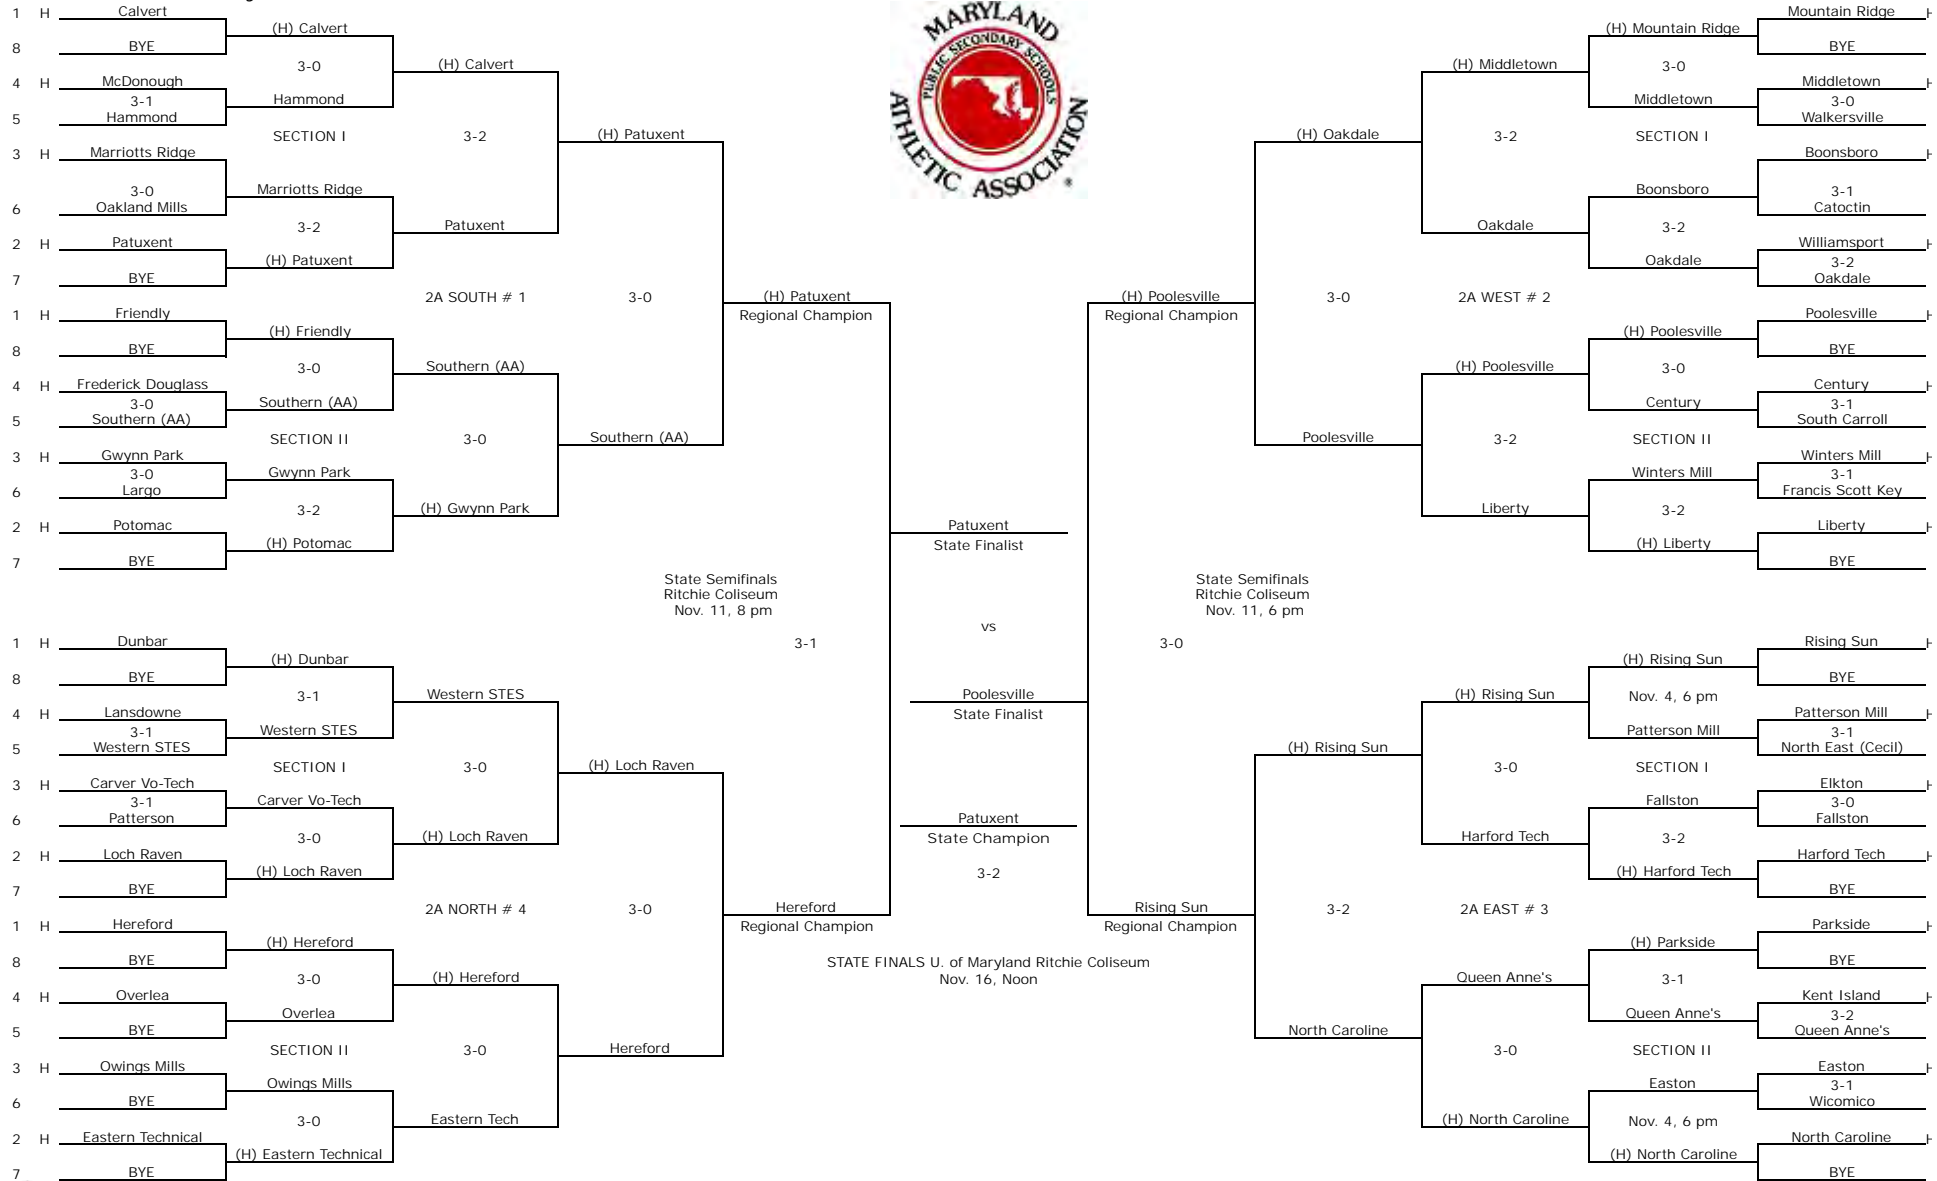 1 H Calvert
8 BYE
(H) Calvert
3-0
4 H McDonough
3-1
5 Hammond
Hammond
(H) Calvert
SECTION I
3-2
3 H Marriotts Ridge
3-0
6 Oakland Mills
Marriotts Ridge
3-2
2 H Patuxent
7 BYE
(H) Patuxent
Patuxent
(H) Patuxent
2A SOUTH # 1
3-0
1 H Friendly
8 BYE
(H) Friendly
3-0
4 H Frederick Douglass
3-0
5 Southern (AA)
Southern (AA)
Southern (AA)
SECTION II
3-0
3 H Gwynn Park
3-0
6 Largo
Gwynn Park
3-2
2 H Potomac
7 BYE
(H) Potomac
(H) Gwynn Park
Southern (AA)
(H) Patuxent
Regional Champion
State Semifinals
Ritchie Coliseum
Nov. 11, 8 pm
3-1
1 H Dunbar
8 BYE
(H) Dunbar
3-1
4 H Lansdowne
3-1
5 Western STES
Western STES
Western STES
SECTION I
3-0
3 H Carver Vo-Tech
3-1
6 Patterson
Carver Vo-Tech
3-0
2 H Loch Raven
7 BYE
(H) Loch Raven
(H) Loch Raven
(H) Loch Raven
2A NORTH # 4
3-0
1 H Hereford
8 BYE
(H) Hereford
3-0
4 H Overlea
5 BYE
Overlea
(H) Hereford
SECTION II
3-0
3 H Owings Mills
6 BYE
Owings Mills
3-0
2 H Eastern Technical
7 BYE
(H) Eastern Technical
Eastern Tech
Hereford
Hereford
Regional Champion
MARYLAND
PUBLIC SECONDARY SCHOOLS
ATHLETIC ASSOCIATION
®
Patuxent
State Finalist
vs
Poolesville
State Finalist
Patuxent
State Champion
3-2
STATE FINALS U. of Maryland Ritchie Coliseum
Nov. 16, Noon
Mountain Ridge H
BYE
(H) Mountain Ridge
3-0
Middletown H
3-0
Walkersville
Middletown
(H) Middletown
SECTION I
3-2
Boonsboro H
3-1
Catoctin
Boonsboro
3-2
Williamsport H
3-2
Oakdale
Oakdale
Oakdale
(H) Oakdale
2A WEST # 2
3-0
Poolesville H
BYE
(H) Poolesville
3-0
Century H
3-1
South Carroll
Century
(H) Poolesville
SECTION II
3-2
Winters Mill H
3-1
Francis Scott Key
Winters Mill
3-2
Liberty H
BYE
(H) Liberty
Liberty
Poolesville
(H) Poolesville
Regional Champion
State Semifinals
Ritchie Coliseum
Nov. 11, 6 pm
3-0
Rising Sun H
BYE
(H) Rising Sun
Nov. 4, 6 pm
Patterson Mill H
3-1
North East (Cecil)
Patterson Mill
(H) Rising Sun
SECTION I
3-0
Elkton H
3-0
Fallston
Fallston
3-2
Harford Tech H
BYE
(H) Harford Tech
Harford Tech
(H) Rising Sun
2A EAST # 3
3-2
Parkside H
BYE
(H) Parkside
3-1
Kent Island H
3-2
Queen Anne's
Queen Anne's
Queen Anne's
SECTION II
3-0
Easton H
3-1
Wicomico
Easton
Nov. 4, 6 pm
North Caroline H
BYE
(H) North Caroline
(H) North Caroline
North Caroline
Rising Sun
Regional Champion